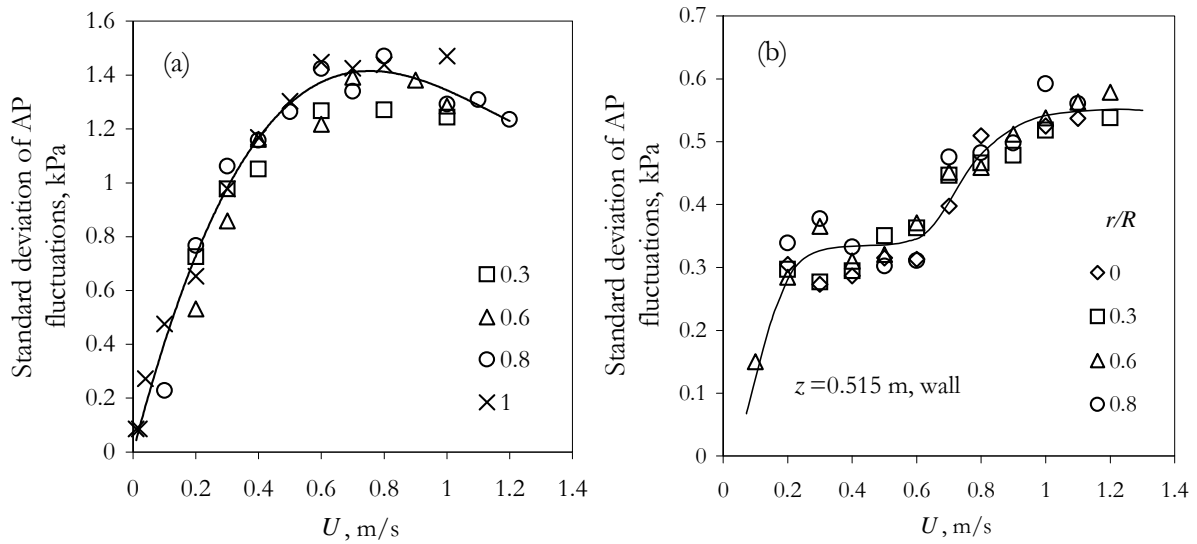 Standard deviation of AP
fluctuations, kPa
1.6
1.4
1.2
1
0.8
0.6
0.4
0.2
0
(a)
0.3
0.6
0.8
1
0 0.2 0.4 0.6 0.8 1 1.2 1.4
U, m/s
Standard deviation of AP
fluctuations, kPa
0.7
0.6
0.5
0.4
0.3
0.2
0.1
0
(b)
r/R
0
0.3
0.6
0.8
z =0.515 m, wall
0 0.2 0.4 0.6 0.8 1 1.2 1.4
U, m/s